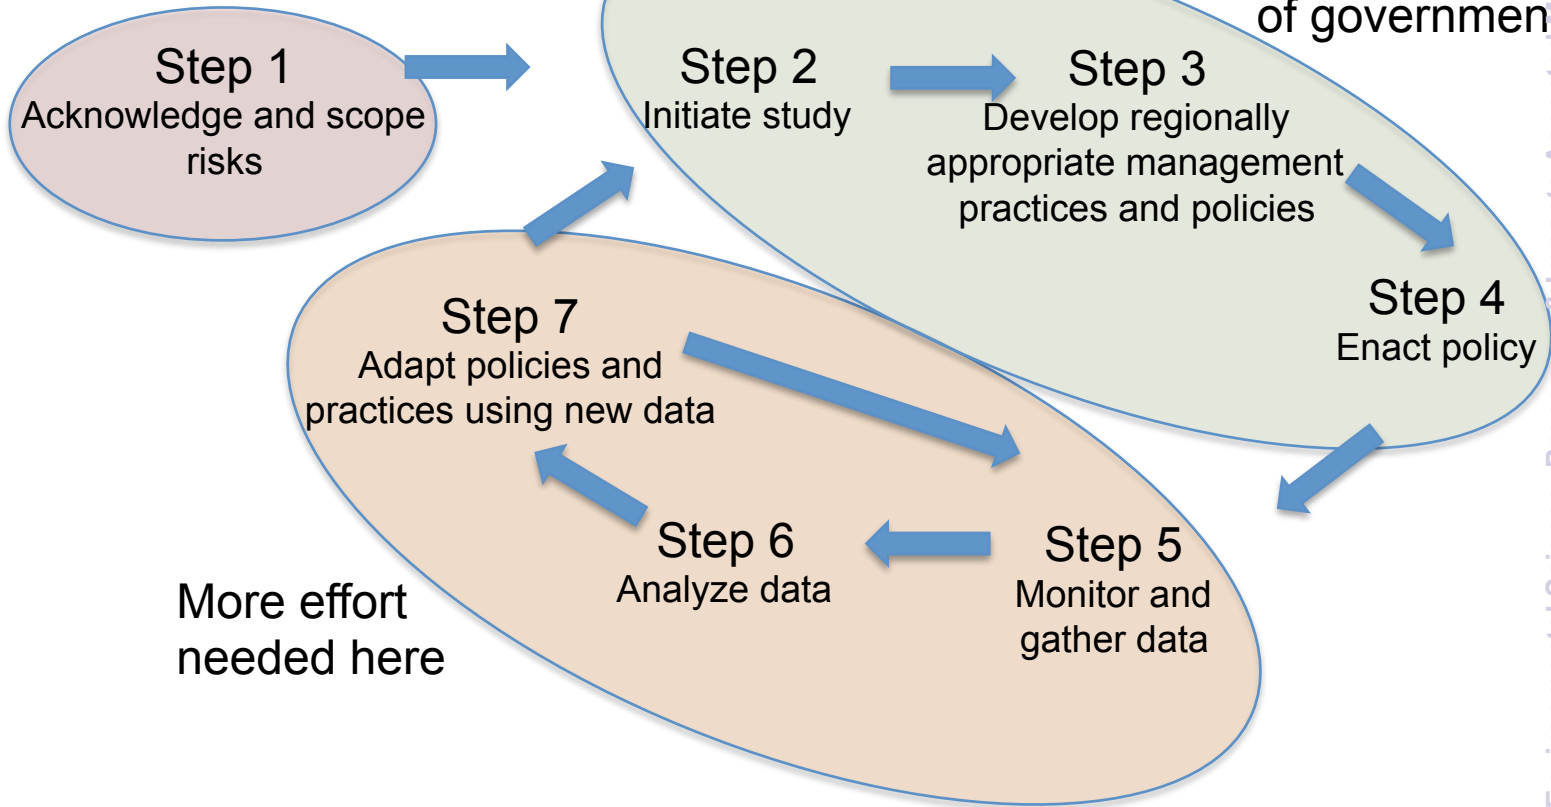 of governmen
Step 1
Acknowledge and scope
risks
Step 2
Initiate study
Step 3
Develop regionally
appropriate management
practices and policies
Step 4
Enact policy
Step 7
Adapt policies and
practices using new data
Step 6
Analyze data
Step 5
Monitor and
gather data
More effort
needed here